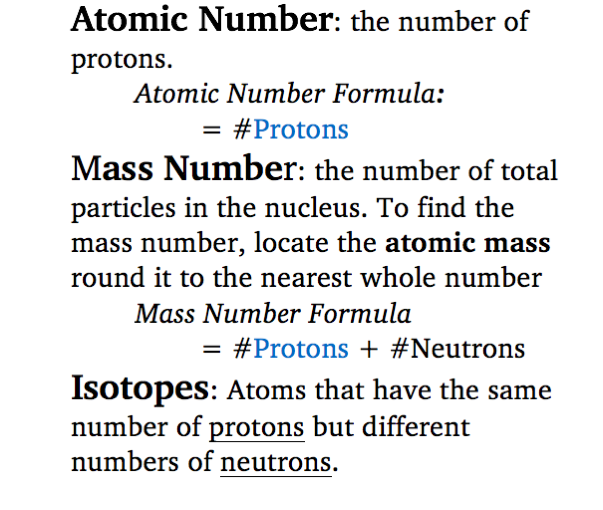 Atomic Number: the number of
protons.
Atomic Number Formula:
= #Protons
Mass Number: the number of total
particles in the nucleus. To find the
mass number, locate the atomic mass
round it to the nearest whole number
Mass Number Formula
= #Protons + #Neutrons
Isotopes: Atoms that have the same
number of protons but different
numbers of neutrons.